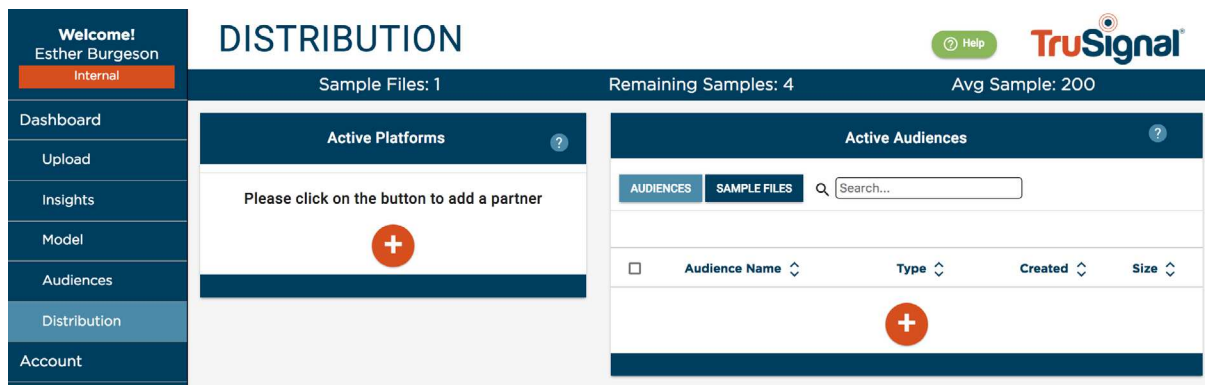 Welcome!
Esther Burgeson
Internal
Dashboard
Upload
Insights
Model
Audiences
Distribution
Account
DISTRIBUTION
? Help
TruSignal®
Sample Files: 1
Remaining Samples: 4
Avg Sample: 200
Active Platforms
?
Please click on the button to add a partner
+
Active Audiences
?
AUDIENCES
SAMPLE FILES
Search...
Audience Name
Type
Created
Size
+